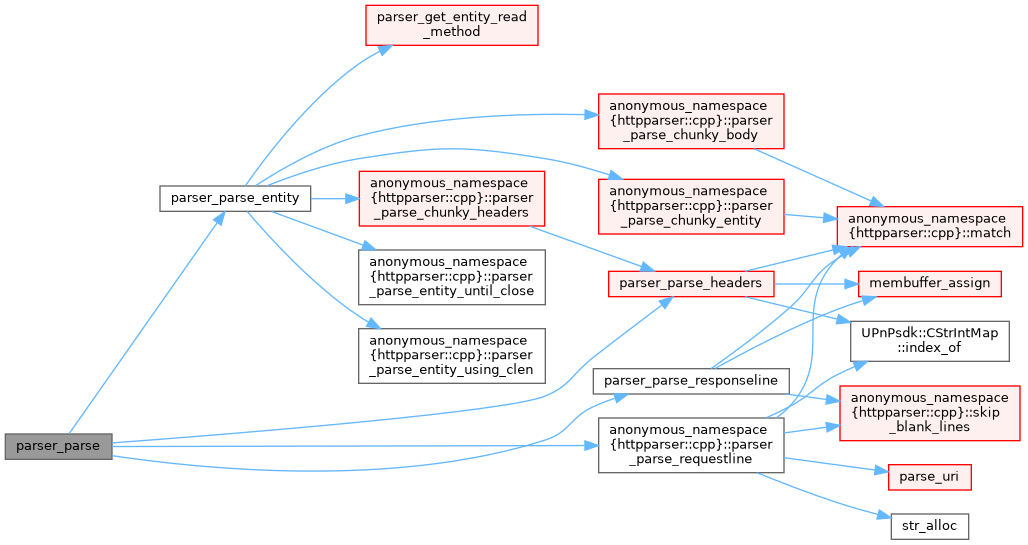 parser_get_entity_read
_method
anonymous_namespace
{httpparser::cpp}::parser
_parse_chunky_body
parser_parse_entity
anonymous_namespace
{httpparser::cpp}::parser
_parse_chunky_headers
anonymous_namespace
{httpparser::cpp}::parser
_parse_chunky_entity
anonymous_namespace
{httpparser::cpp}::match
anonymous_namespace
{httpparser::cpp}::parser
_parse_entity_until_close
parser_parse_headers
membuffer_assign
anonymous_namespace
{httpparser::cpp}::parser
_parse_entity_using_clen
UPnPsdk::CStrIntMap
::index_of
parser_parse_responseline
anonymous_namespace
{httpparser::cpp}::skip
_blank_lines
parser_parse
anonymous_namespace
{httpparser::cpp}::parser
_parse_requestline
parse_uri
str_alloc